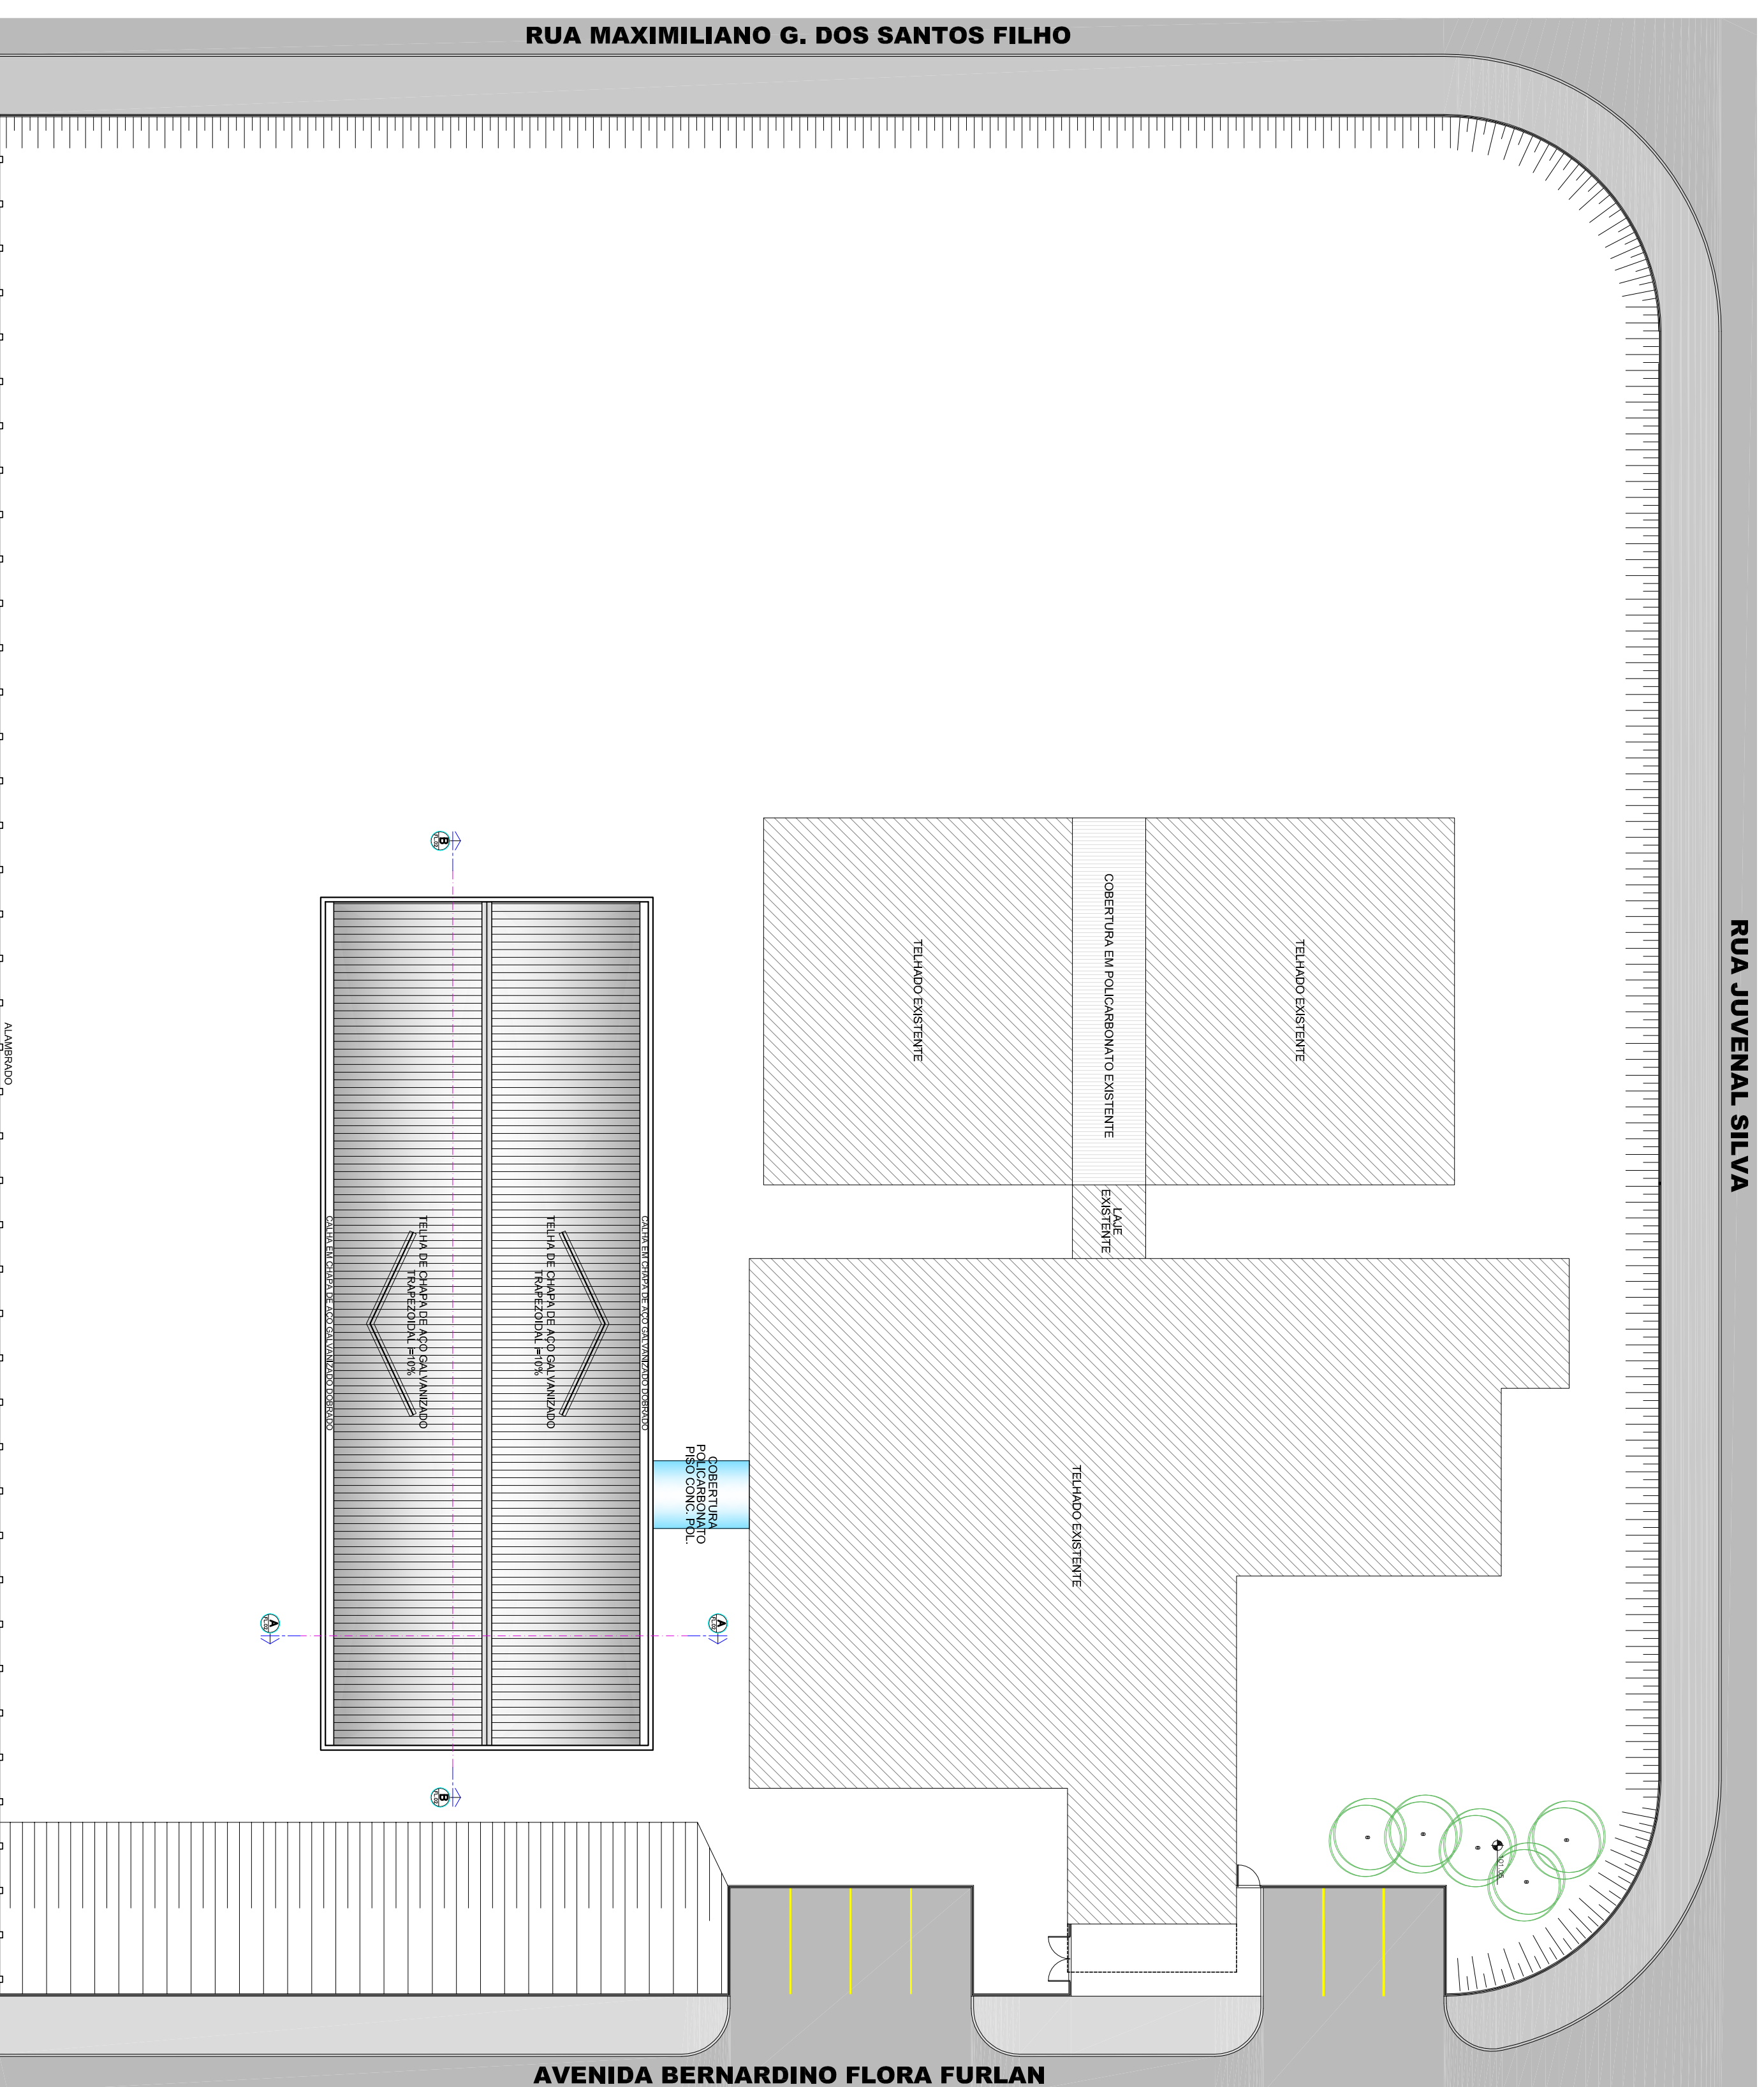 RUA MAXIMILIANO G. DOS SANTOS FILHO
RUA JUVENAL SILVA
B
TELHADO EXISTENTE
COBERTURA EM POLICARBONATO EXISTENTE
TELHADO EXISTENTE
LAJE
EXISTENTE
ALAMBRADO
CALHA EM CHAPA DE AÇO GALVANIZADO DOBRADO
TELHA DE CHAPA DE AÇO GALVANIZADO
TRAPEZOIDAL i=10%
TELHA DE CHAPA DE AÇO GALVANIZADO
TRAPEZOIDAL i=10%
CALHA EM CHAPA DE AÇO GALVANIZADO DOBRADO
COBERTURA
POLICARBONATO
PISO CONC. POL.
TELHADO EXISTENTE
A
A
B
AVENIDA BERNARDINO FLORA FURLAN